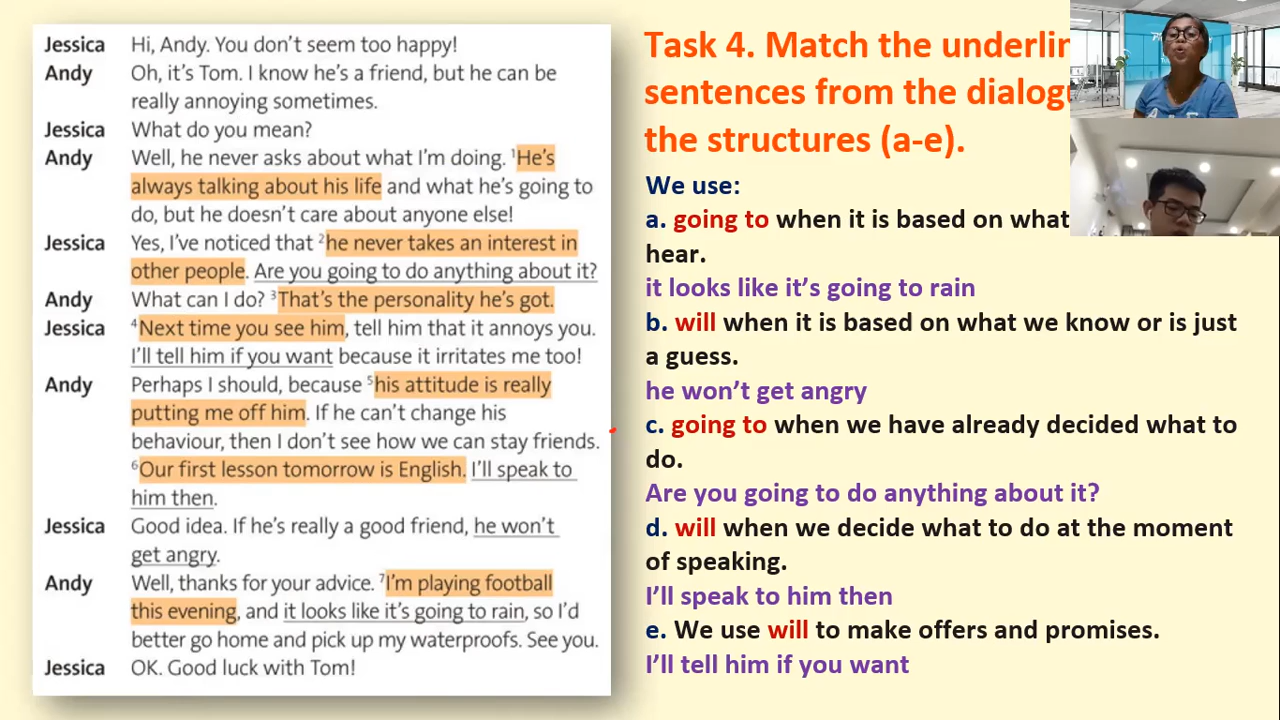 Jessica Hi, Andy. You don't seem too happy!
Andy Oh, it's Tom. I know he's a friend, but he can be
really annoying sometimes.
Jessica What do you mean?
Andy Well, he never asks about what I'm doing. ¹He's
always talking about his life and what he's going to
do, but he doesn't care about anyone else!
Jessica Yes, I've noticed that ²he never takes an interest in
other people. Are you going to do anything about it?
Andy What can I do? ³That's the personality he's got.
Jessica ⁴Next time you see him, tell him that it annoys you.
I'll tell him if you want because it irritates me too!
Andy Perhaps I should, because ⁵his attitude is really
putting me off him. If he can't change his
behaviour, then I don't see how we can stay friends.
⁶Our first lesson tomorrow is English. I'll speak to
him then.
Jessica Good idea. If he's really a good friend, he won't
get angry.
Andy Well, thanks for your advice. ⁷I'm playing football
this evening, and it looks like it's going to rain, so I'd
better go home and pick up my waterproofs. See you.
Jessica OK. Good luck with Tom!
Task 4. Match the
sentences from the
the structures (a-e).
We use:
a. going to when it is based on what
hear.
it looks like it's going to rain
b. will when it is based on what we know or is just
a guess.
he won't get angry
c. going to when we have already decided what to
do.
Are you going to do anything about it?
d. will when we decide what to do at the moment
of speaking.
I'll speak to him then
e. We use will to make offers and promises.
I'll tell him if you want